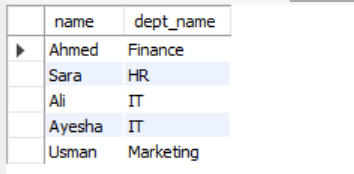 name dept_name
Ahmed Finance
Sara HR
Ali IT
Ayesha IT
Usman Marketing